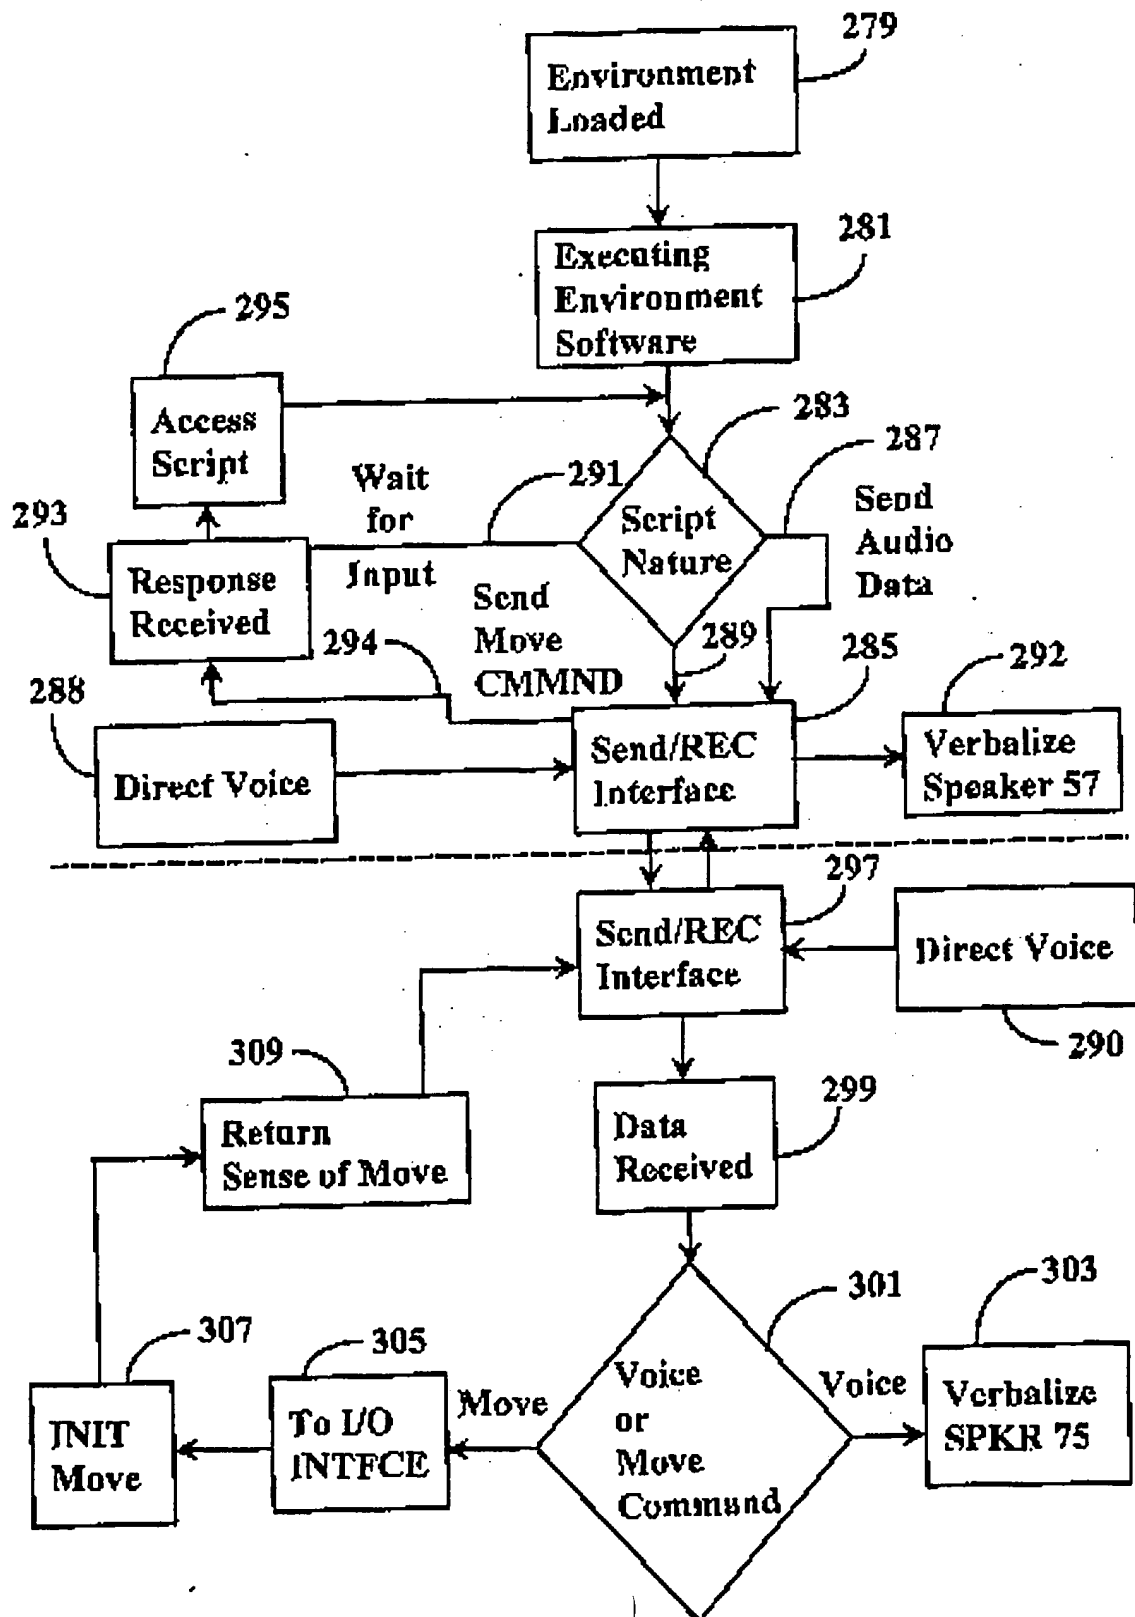 279
Environment
Loaded
281
Executing
Environment
Software
295
Access
Script
283
287
Send
Audio
Data
Wait
for
Input
291
Script
Nature
293
Response
Received
Send
Move
CMMND
289
294
285
292
288
Direct Voice
Send/REC
Interface
Verbalize
Speaker 57
297
Send/REC
Interface
Direct Voice
290
309
Return
Sense of Move
299
Data
Received
301
303
307
305
Voice
or
Move
Command
Voice
Verbalize
SPKR 75
Move
To I/O
INTFCE
INIT
Move